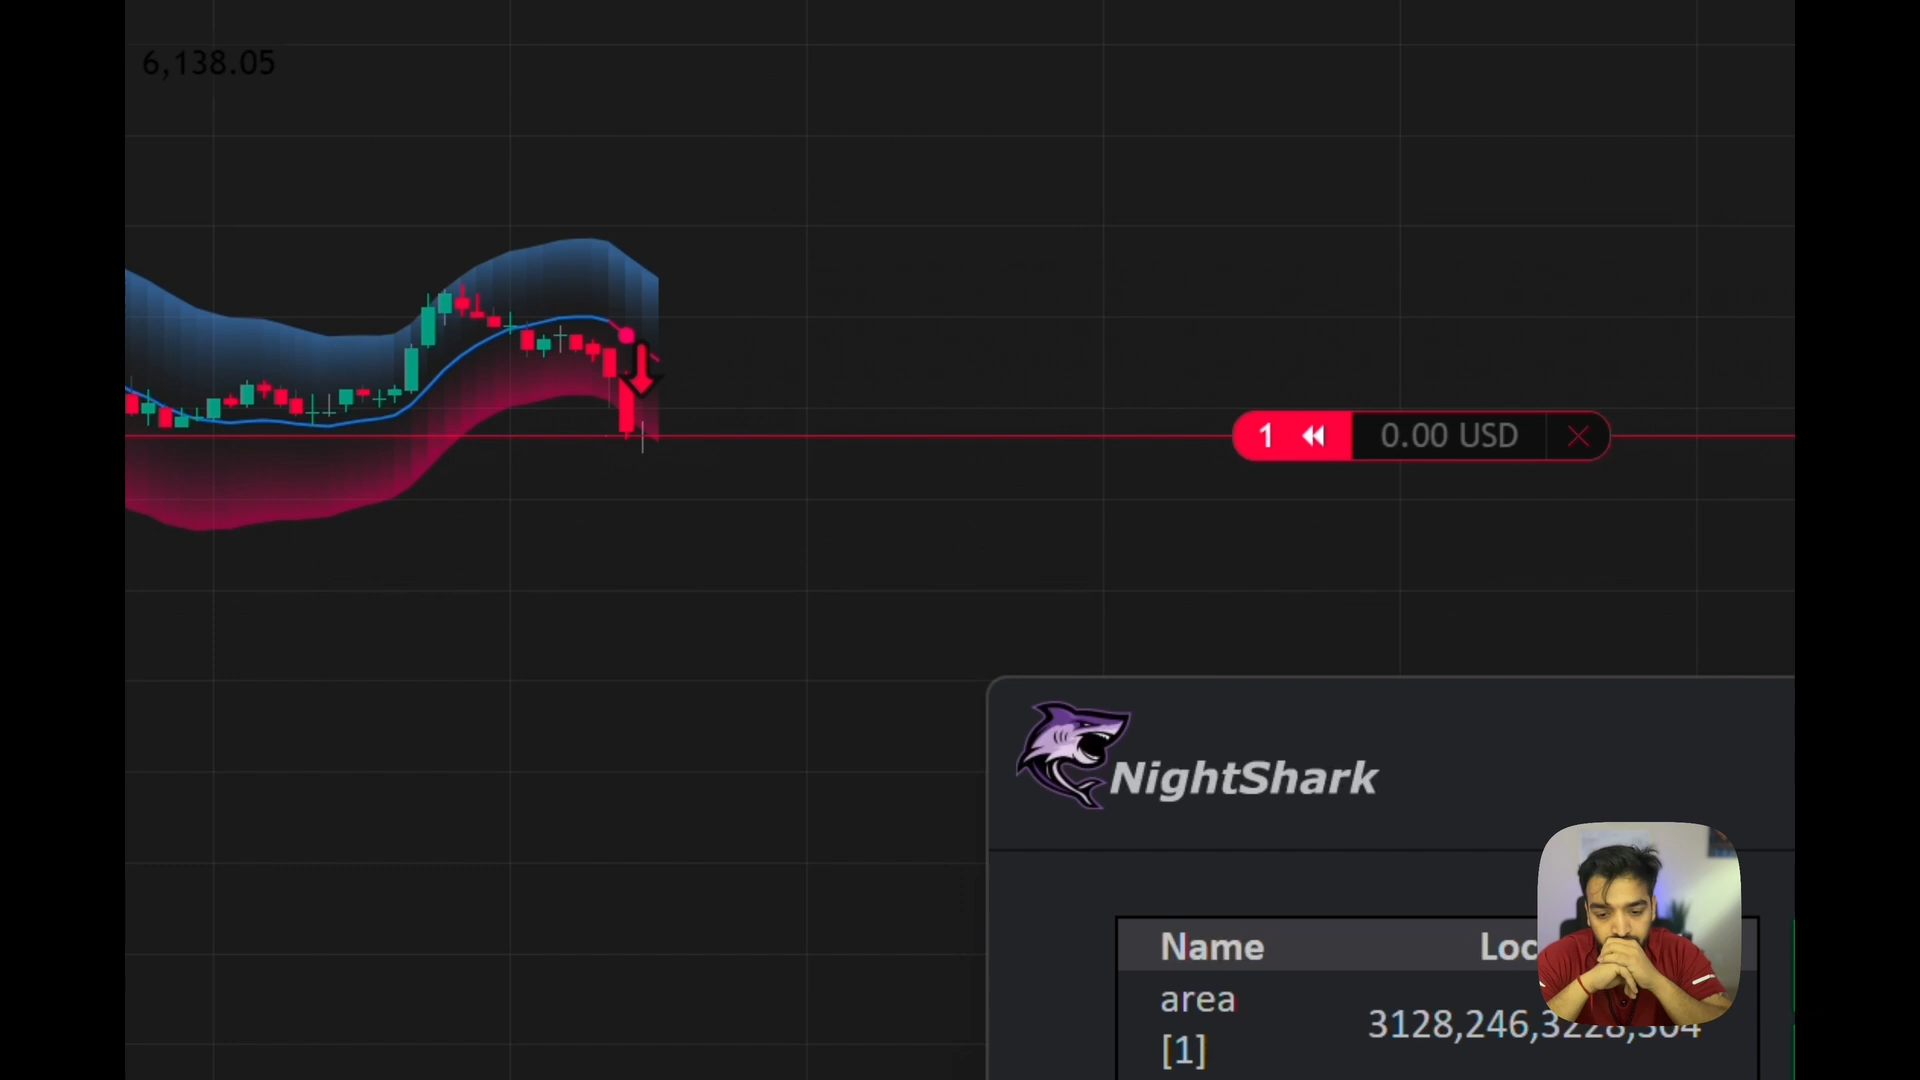 6,138.05
1 0.00 USD
NightShark
Name Loc
area
[1]
3128,246,3228,304